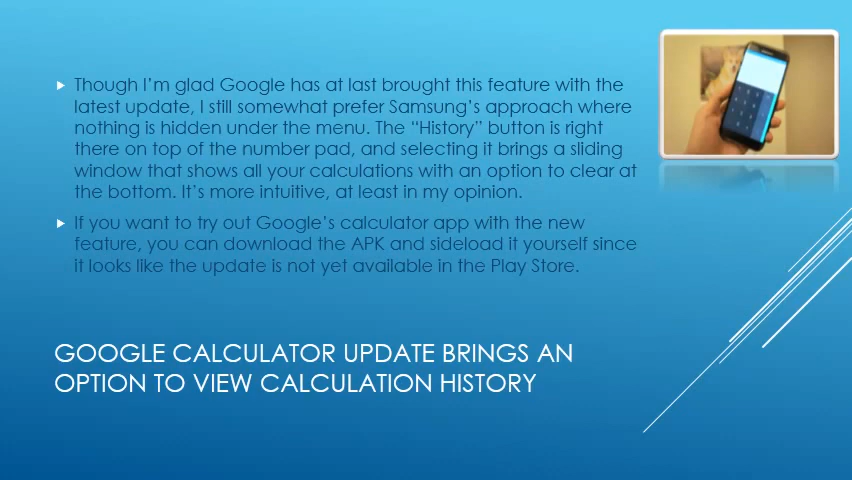 Though I’m glad Google has at last brought this feature with the
latest update, I still somewhat prefer Samsung’s approach where
nothing is hidden under the menu. The “History” button is right
there on top of the number pad, and selecting it brings a sliding
window that shows all your calculations with an option to clear at
the bottom. It’s more intuitive, at least in my opinion.
If you want to try out Google’s calculator app with the new
feature, you can download the APK and sideload it yourself since
it looks like the update is not yet available in the Play Store.
GOOGLE CALCULATOR UPDATE BRINGS AN
OPTION TO VIEW CALCULATION HISTORY